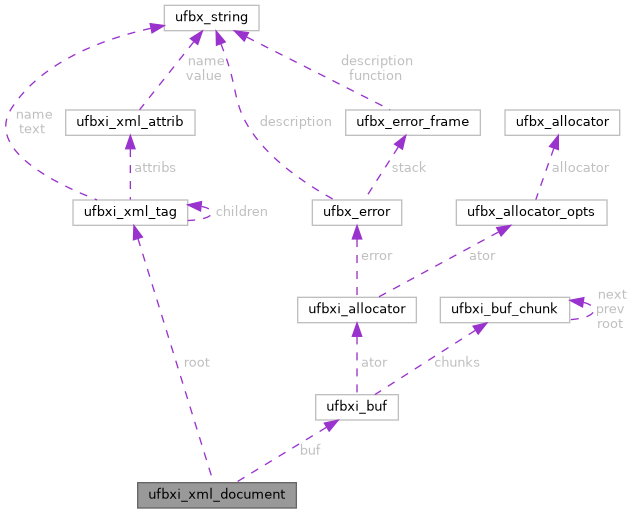 ufbx_string
name
value
description
function
name
text
ufbxi_xml_attrib
description
ufbx_error_frame
ufbx_allocator
attribs
stack
allocator
ufbxi_xml_tag
children
ufbx_error
ufbx_allocator_opts
error
ator
next
prev
root
ufbxi_allocator
ufbxi_buf_chunk
root
ator
chunks
ufbxi_buf
buf
ufbxi_xml_document